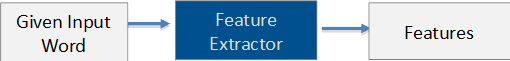 Given Input
Word
Feature
Extractor
Features